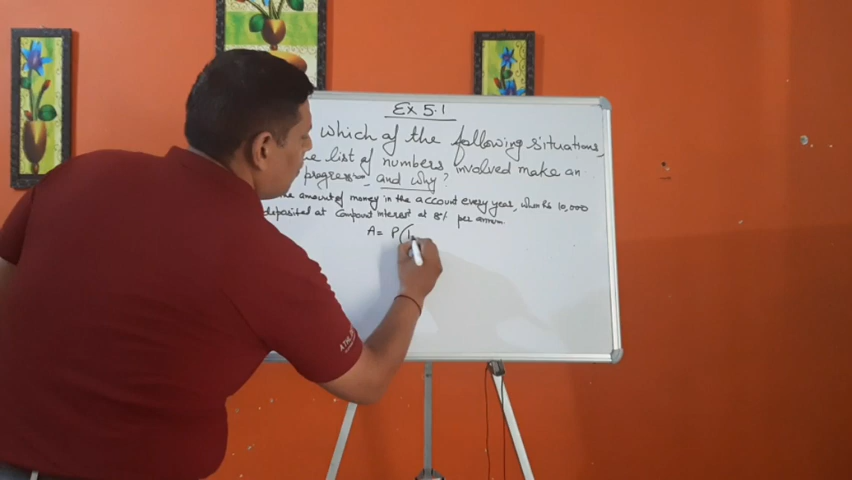 Ex 5.1
which of the following situations,
list of numbers involved make an
progression, and why?
amount of money in the account every year, when Rs 10,000
deposited at Compount interest at 8% per annum.
A= P(1